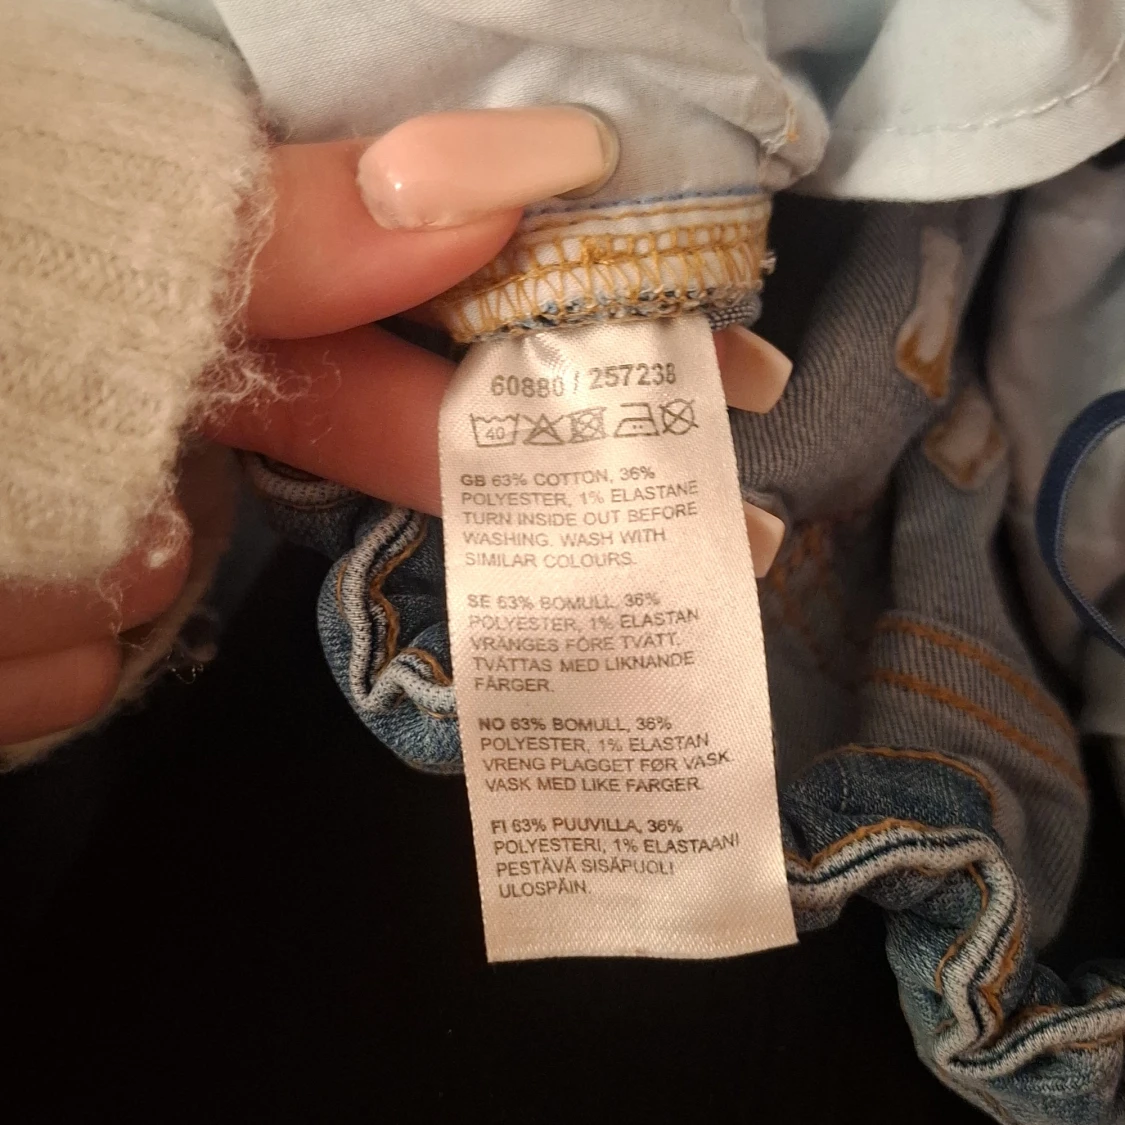 60880 / 257238
40
GB 63% COTTON, 36%
POLYESTER, 1% ELASTANE
TURN INSIDE OUT BEFORE
WASHING. WASH WITH
SIMILAR COLOURS.
SE 63% BOMULL, 36%
POLYESTER, 1% ELASTAN
VRÄNGES FÖRE TVÄTT.
TVÄTTAS MED LIKNANDE
FÄRGER.
NO 63% BOMULL, 36%
POLYESTER, 1% ELASTAN
VRENG PLAGGET FØR VASK.
VASK MED LIKE FARGER.
FI 63% PUUVILLA, 36%
POLYESTERI, 1% ELASTAANI
PESTÄVÄ SISÄPUOLI
ULOSPÄIN.